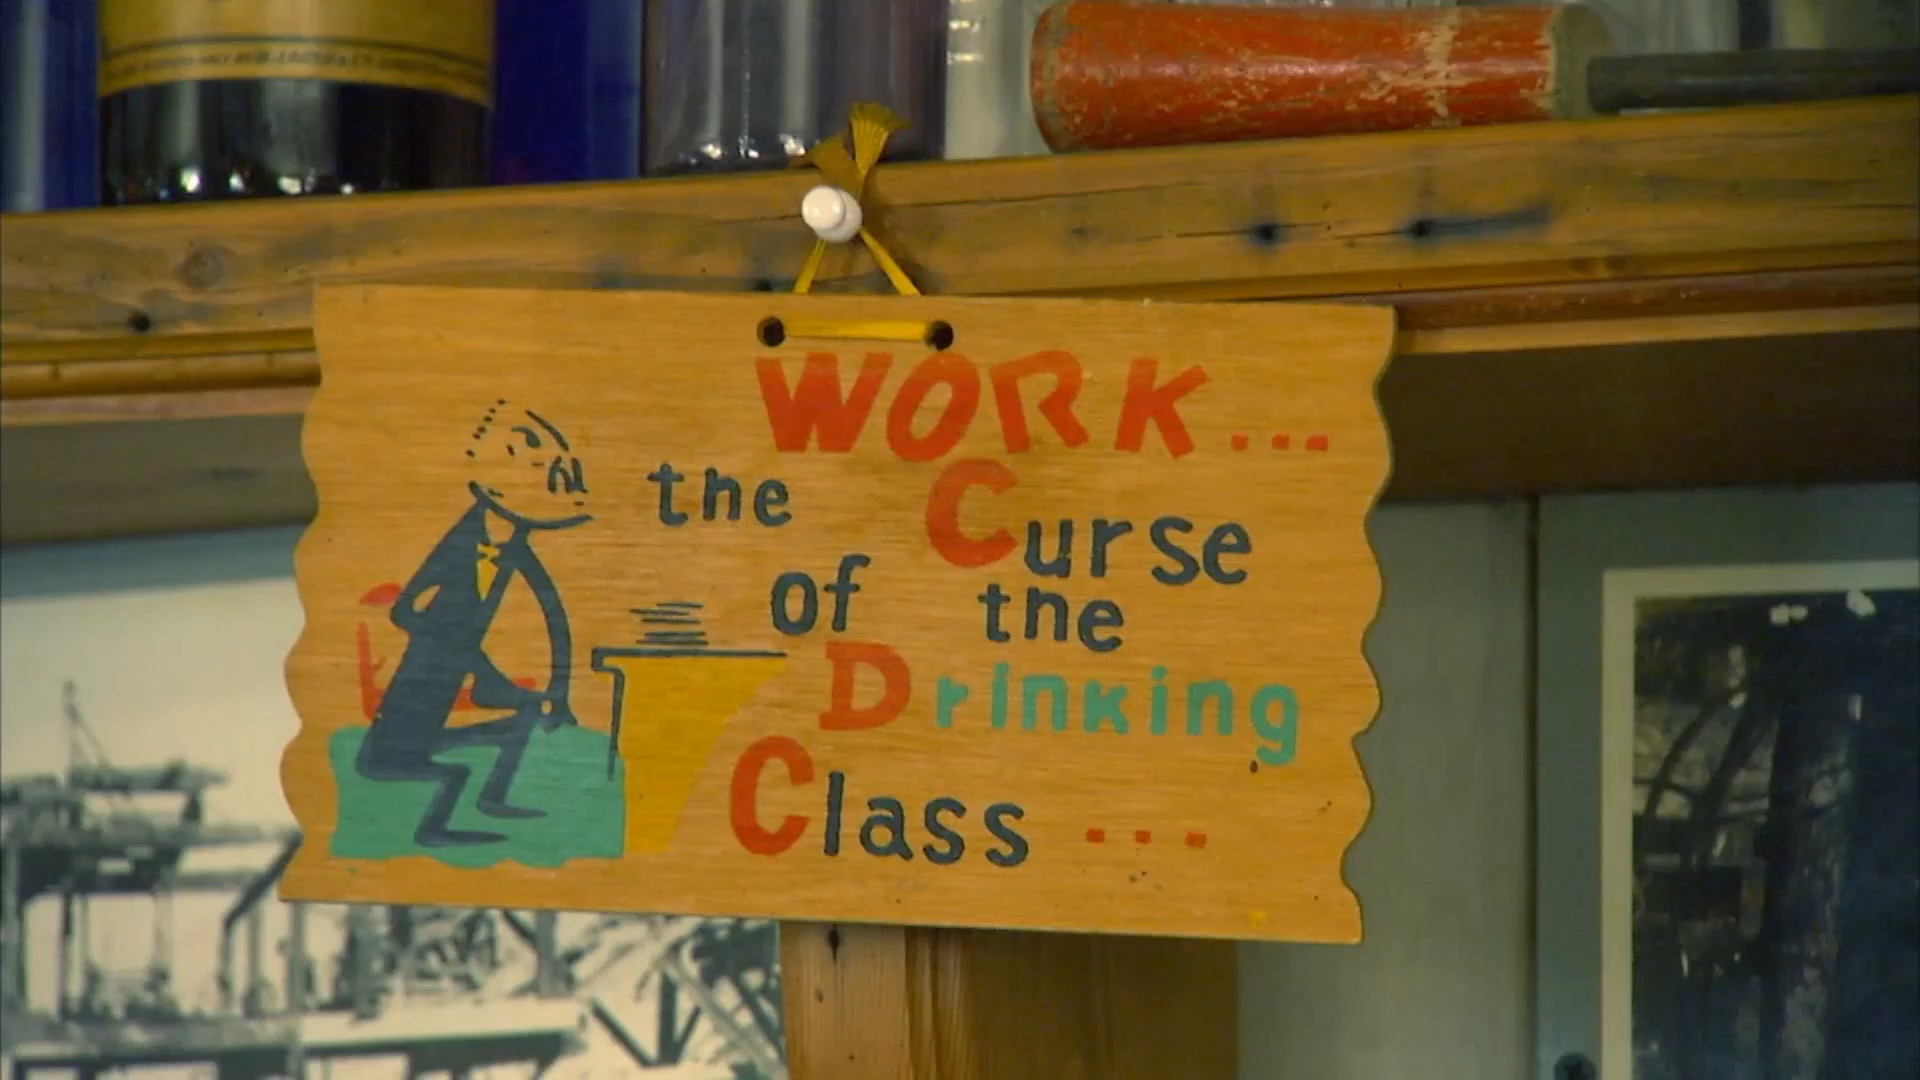 WORK...
the Curse
of the
Drinking
Class ...